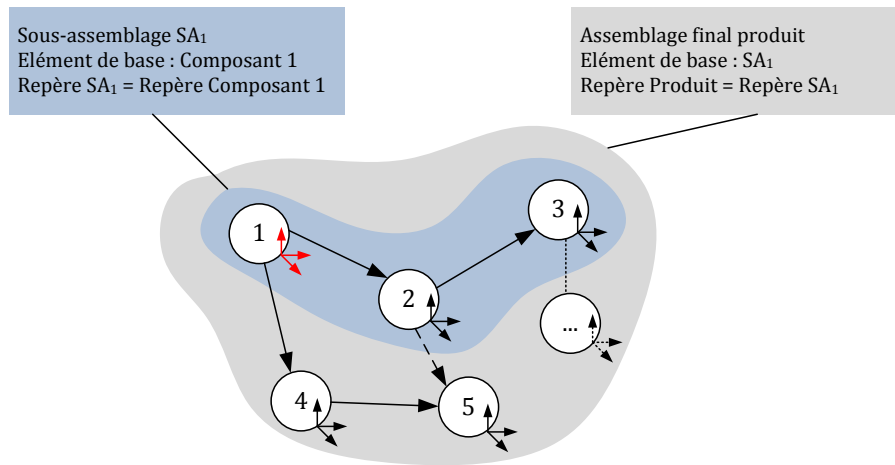 Sous-assemblage SA₁
Elément de base : Composant 1
Repère SA₁ = Repère Composant 1
Assemblage final produit
Elément de base : SA₁
Repère Produit = Repère SA₁
1
2
3
...
4
5